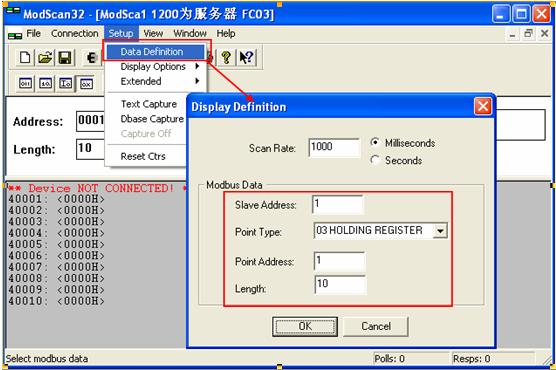 ModScan32 - [ModSca1 1200为服务器 FC03]
File Connection Setup View Window Help
Data Definition
Display Options
Extended
Text Capture
Dbase Capture
Capture Off
Reset Ctrs
Address: 0001
Length: 10
** Device NOT CONNECTED! *
40001: <0000H>
40002: <0000H>
40003: <0000H>
40004: <0000H>
40005: <0000H>
40006: <0000H>
40007: <0000H>
40008: <0000H>
40009: <0000H>
40010: <0000H>
Display Definition
Scan Rate: 1000
Milliseconds
Seconds
Modbus Data
Slave Address: 1
Point Type: 03 HOLDING REGISTER
Point Address: 1
Length: 10
OK Cancel
Select modbus data Polls: 0 Resps: 0